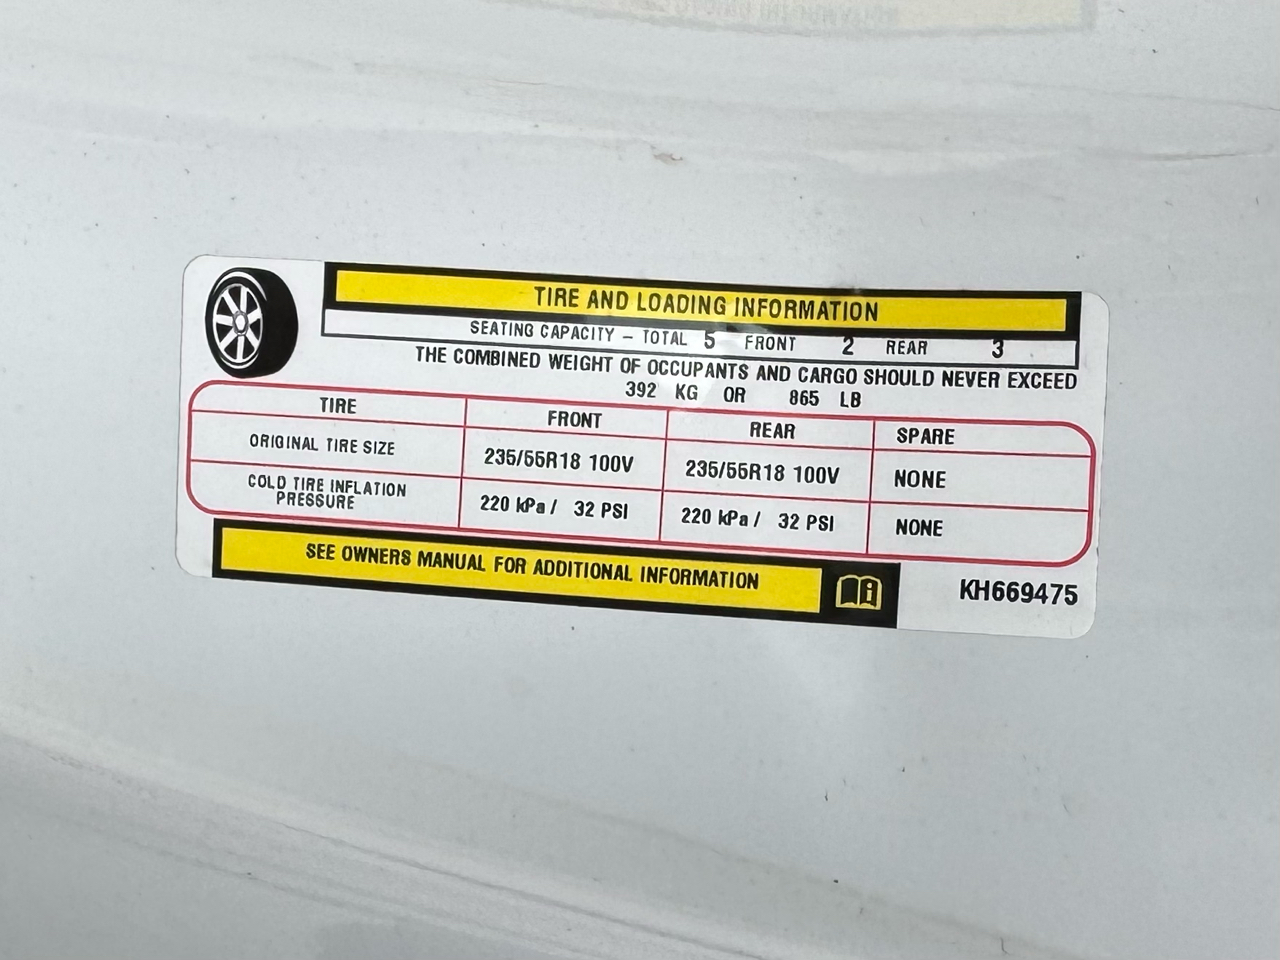 TIRE AND LOADING INFORMATION
SEATING CAPACITY – TOTAL 5 FRONT 2 REAR 3
THE COMBINED WEIGHT OF OCCUPANTS AND CARGO SHOULD NEVER EXCEED
392 KG OR 865 LB
TIRE FRONT REAR SPARE
ORIGINAL TIRE SIZE 235/55R18 100V 235/55R18 100V NONE
COLD TIRE INFLATION
PRESSURE 220 kPa / 32 PSI 220 kPa / 32 PSI NONE
SEE OWNERS MANUAL FOR ADDITIONAL INFORMATION
KH669475